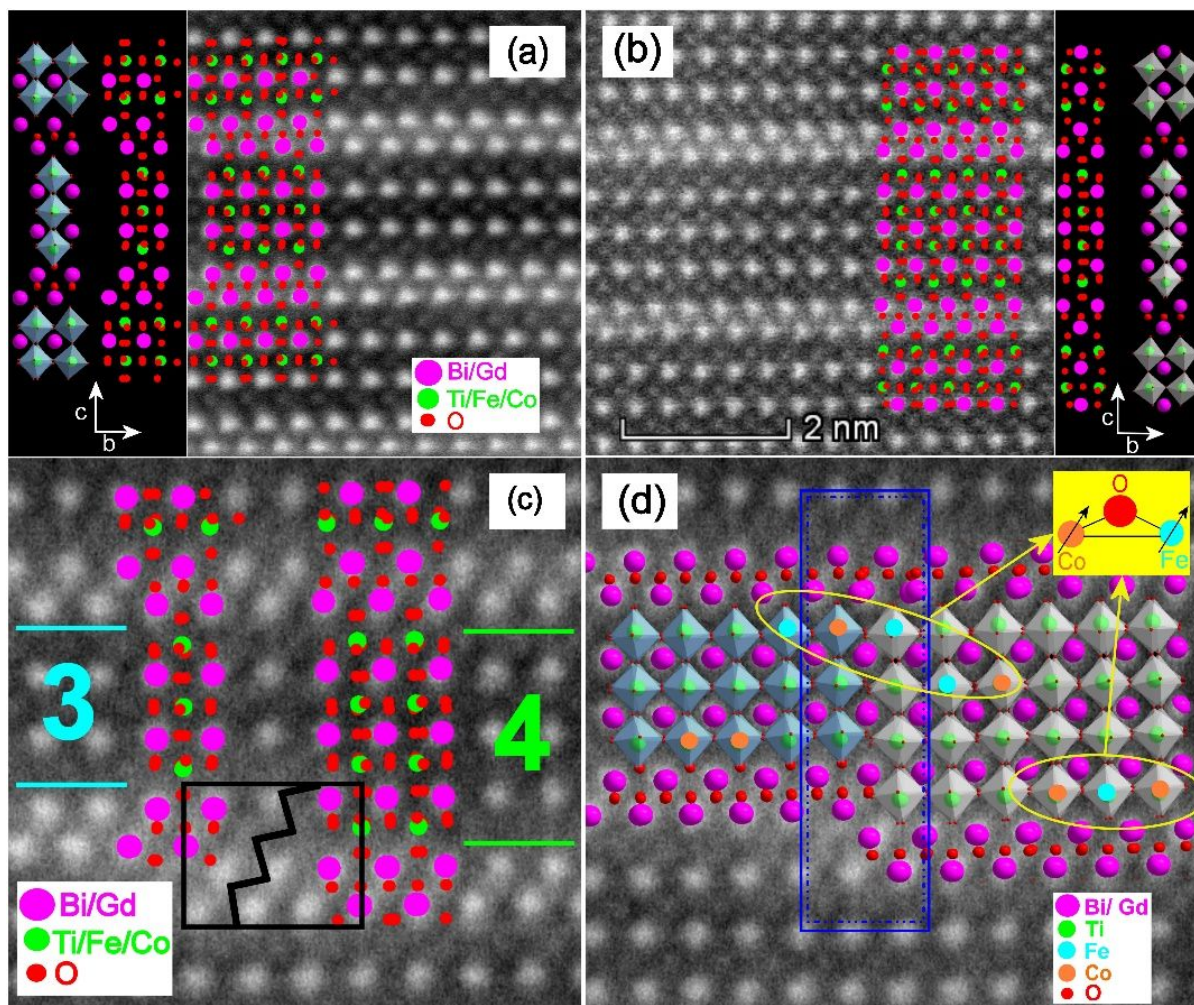 (a)
Bi/Gd
Ti/Fe/Co
O
c
b
(b)
2 nm
c
b
(c)
3
4
Bi/Gd
Ti/Fe/Co
O
(d)
O
Co
Fe
Bi/ Gd
Ti
Fe
Co
O